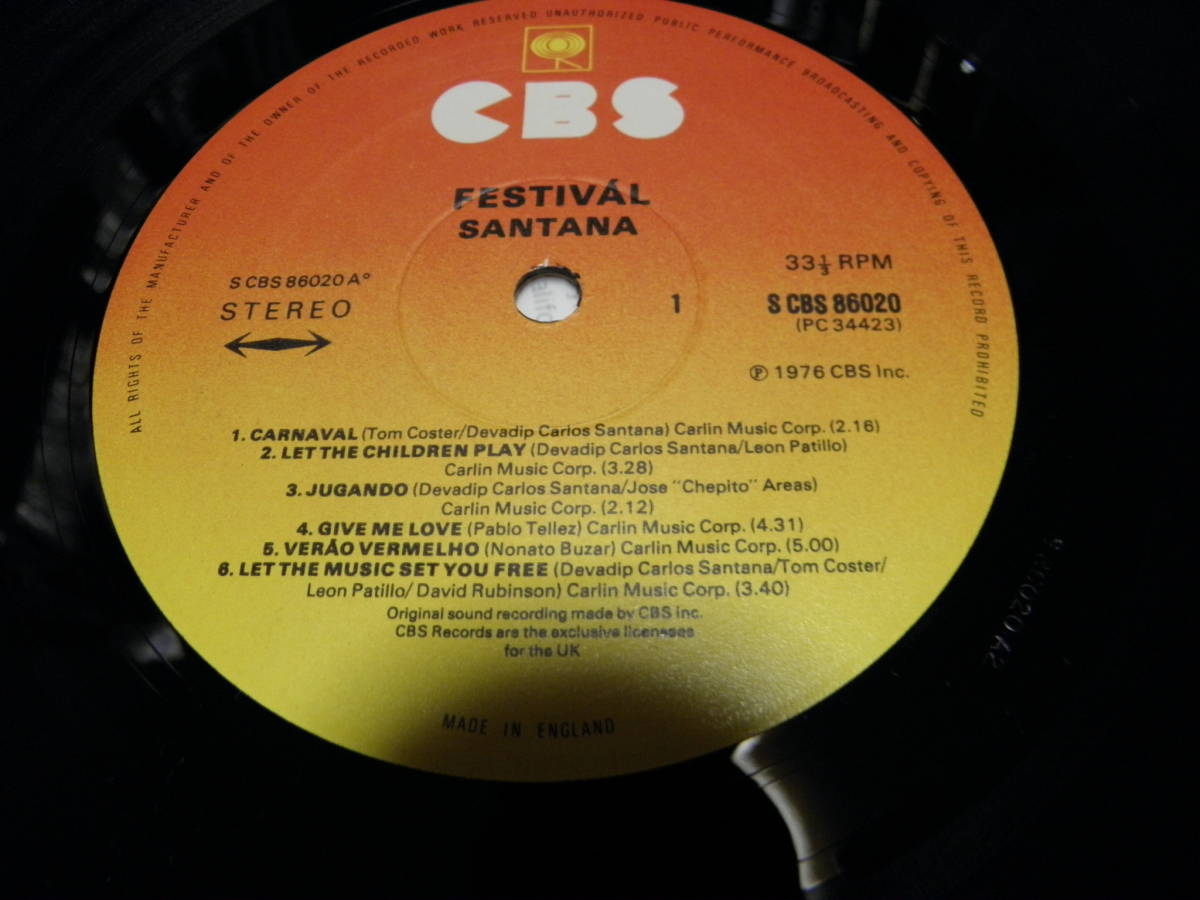 ALL RIGHTS OF THE MANUFACTURER AND OF THE OWNER OF THE RECORDED WORK RESERVED UNAUTHORIZED PUBLIC PERFORMANCE BROADCASTING AND COPYING OF THIS RECORD PROHIBITED
CBS
FESTIVÁL
SANTANA
S CBS 86020 A°
STEREO
1
33⅓ RPM
S CBS 86020
(PC 34423)
℗ 1976 CBS Inc.
1. CARNAVAL (Tom Coster/Devadip Carlos Santana) Carlin Music Corp. (2.16)
2. LET THE CHILDREN PLAY (Devadip Carlos Santana/Leon Patillo)
Carlin Music Corp. (3.28)
3. JUGANDO (Devadip Carlos Santana/Jose "Chepito" Areas)
Carlin Music Corp. (2.12)
4. GIVE ME LOVE (Pablo Tellez) Carlin Music Corp. (4.31)
5. VERÃO VERMELHO (Nonato Buzar) Carlin Music Corp. (5.00)
6. LET THE MUSIC SET YOU FREE (Devadip Carlos Santana/Tom Coster/
Leon Patillo/ David Rubinson) Carlin Music Corp. (3.40)
Original sound recording made by CBS inc.
CBS Records are the exclusive licensees
for the UK
MADE IN ENGLAND